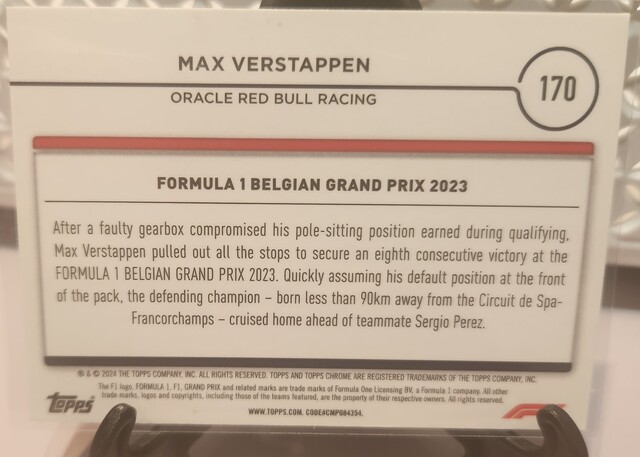 MAX VERSTAPPEN
170
ORACLE RED BULL RACING
FORMULA 1 BELGIAN GRAND PRIX 2023
After a faulty gearbox compromised his pole-sitting position earned during qualifying,
Max Verstappen pulled out all the stops to secure an eighth consecutive victory at the
FORMULA 1 BELGIAN GRAND PRIX 2023. Quickly assuming his default position at the front
of the pack, the defending champion – born less than 90km away from the Circuit de Spa-
Francorchamps – cruised home ahead of teammate Sergio Perez.
® & © 2024 THE TOPPS COMPANY, INC. ALL RIGHTS RESERVED. TOPPS AND TOPPS CHROME ARE REGISTERED TRADEMARKS OF THE TOPPS COMPANY, INC.
The F1 logo, FORMULA 1, F1, GRAND PRIX and related marks are trade marks of Formula One Licensing BV, a Formula 1 company. All other
trade marks, logos and copyrights, including those of the teams featured, are the property of their respective owners. All rights reserved.
Topps
WWW.TOPPS.COM. CODE#CMP084354.
F1